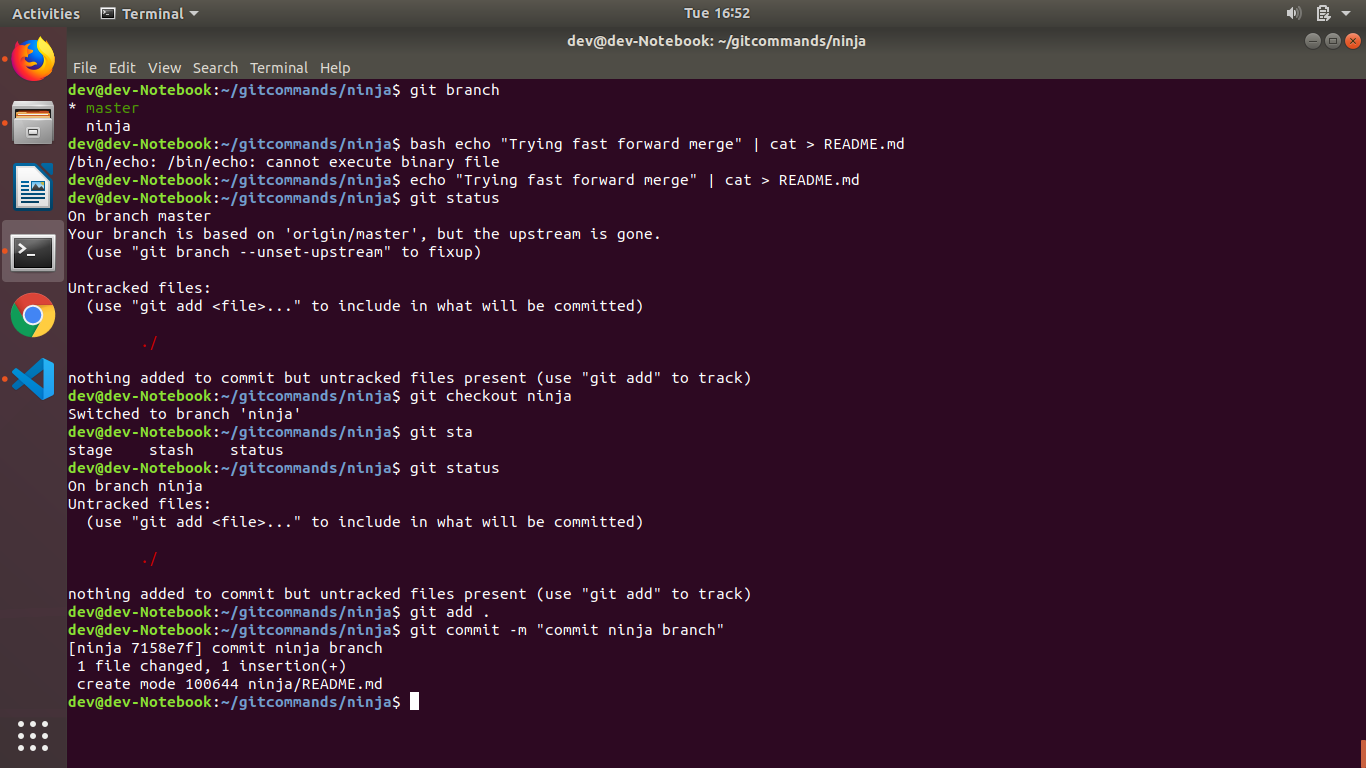 Activities Terminal Tue 16:52
dev@dev-Notebook: ~/gitcommands/ninja
File Edit View Search Terminal Help
dev@dev-Notebook:~/gitcommands/ninja$ git branch
* master
  ninja
dev@dev-Notebook:~/gitcommands/ninja$ bash echo "Trying fast forward merge" | cat > README.md
/bin/echo: /bin/echo: cannot execute binary file
dev@dev-Notebook:~/gitcommands/ninja$ echo "Trying fast forward merge" | cat > README.md
dev@dev-Notebook:~/gitcommands/ninja$ git status
On branch master
Your branch is based on 'origin/master', but the upstream is gone.
  (use "git branch --unset-upstream" to fixup)
Untracked files:
  (use "git add <file>..." to include in what will be committed)
        ./
nothing added to commit but untracked files present (use "git add" to track)
dev@dev-Notebook:~/gitcommands/ninja$ git checkout ninja
Switched to branch 'ninja'
dev@dev-Notebook:~/gitcommands/ninja$ git sta
stage    stash    status
dev@dev-Notebook:~/gitcommands/ninja$ git status
On branch ninja
Untracked files:
  (use "git add <file>..." to include in what will be committed)
        ./
nothing added to commit but untracked files present (use "git add" to track)
dev@dev-Notebook:~/gitcommands/ninja$ git add .
dev@dev-Notebook:~/gitcommands/ninja$ git commit -m "commit ninja branch"
[ninja 7158e7f] commit ninja branch
 1 file changed, 1 insertion(+)
 create mode 100644 ninja/README.md
dev@dev-Notebook:~/gitcommands/ninja$